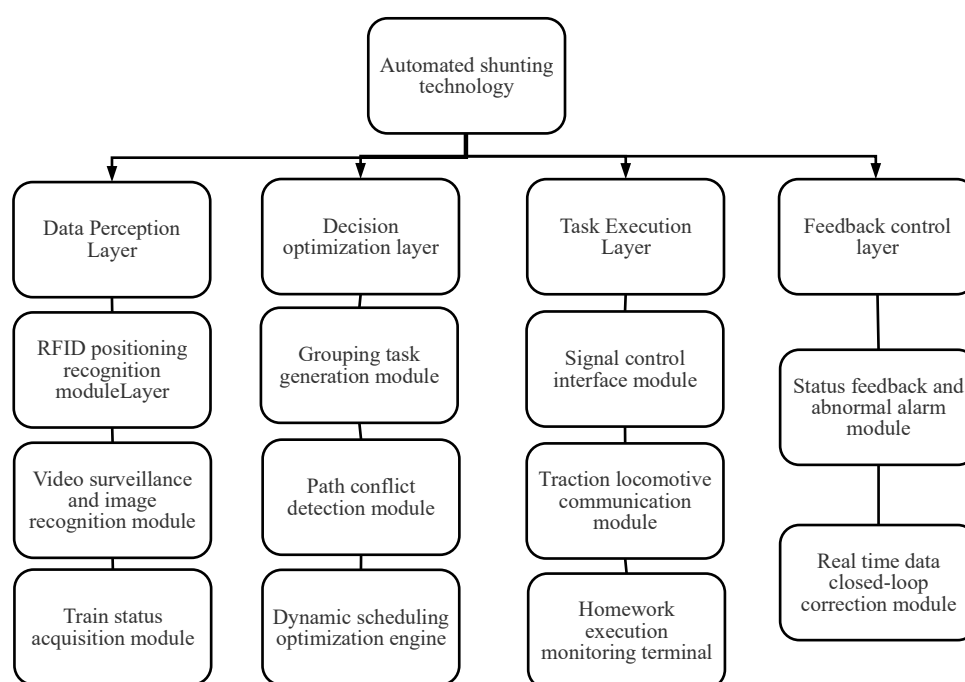 Automated shunting
technology
Data Perception
Layer
RFID positioning
recognition
moduleLayer
Video surveillance
and image
recognition module
Train status
acquisition module
Decision
optimization layer
Grouping task
generation module
Path conflict
detection module
Dynamic scheduling
optimization engine
Task Execution
Layer
Signal control
interface module
Traction locomotive
communication
module
Homework
execution
monitoring terminal
Feedback control
layer
Status feedback and
abnormal alarm
module
Real time data
closed-loop
correction module